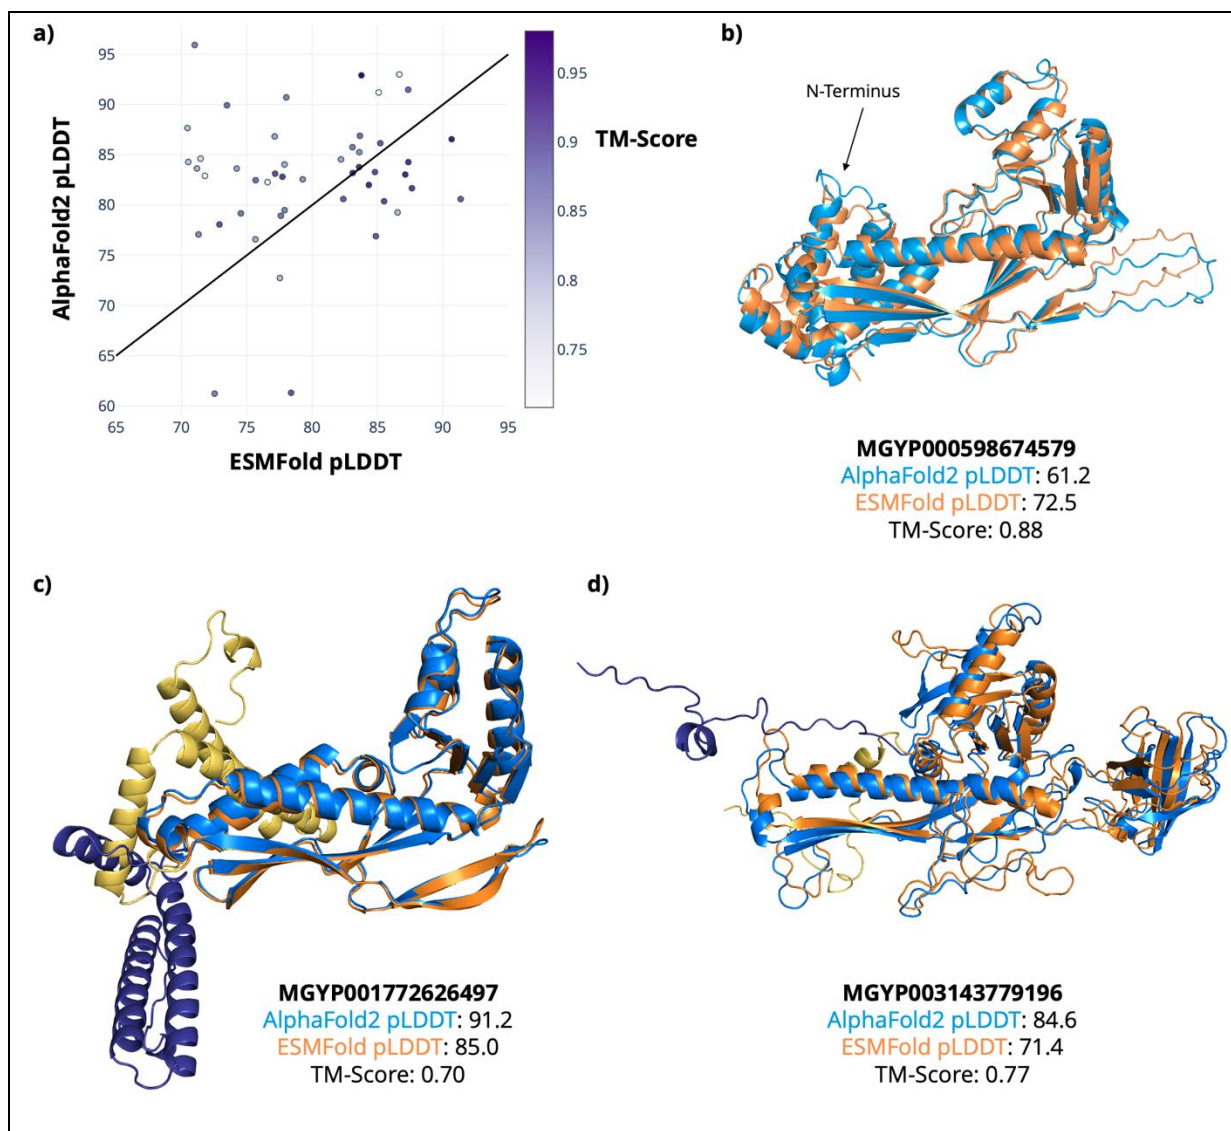 a)
95
90
85
80
75
70
65
60
AlphaFold2 pLDDT
65 70 75 80 85 90 95
ESMFold pLDDT
0.95
0.9
0.85
0.8
0.75
TM-Score
b)
N-Terminus
MGYP000598674579
AlphaFold2 pLDDT: 61.2
ESMFold pLDDT: 72.5
TM-Score: 0.88
c)
MGYP001772626497
AlphaFold2 pLDDT: 91.2
ESMFold pLDDT: 85.0
TM-Score: 0.70
d)
MGYP003143779196
AlphaFold2 pLDDT: 84.6
ESMFold pLDDT: 71.4
TM-Score: 0.77